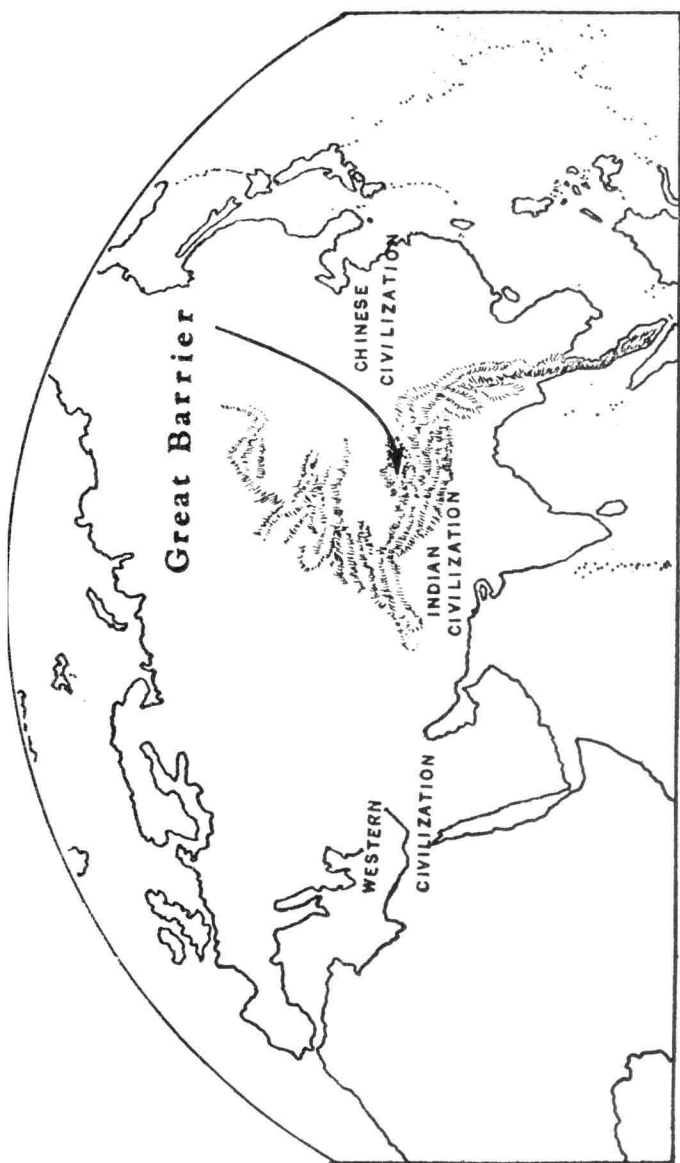 Great Barrier
WESTERN
CIVILIZATION
INDIAN
CIVILIZATION
CHINESE
CIVILIZATION